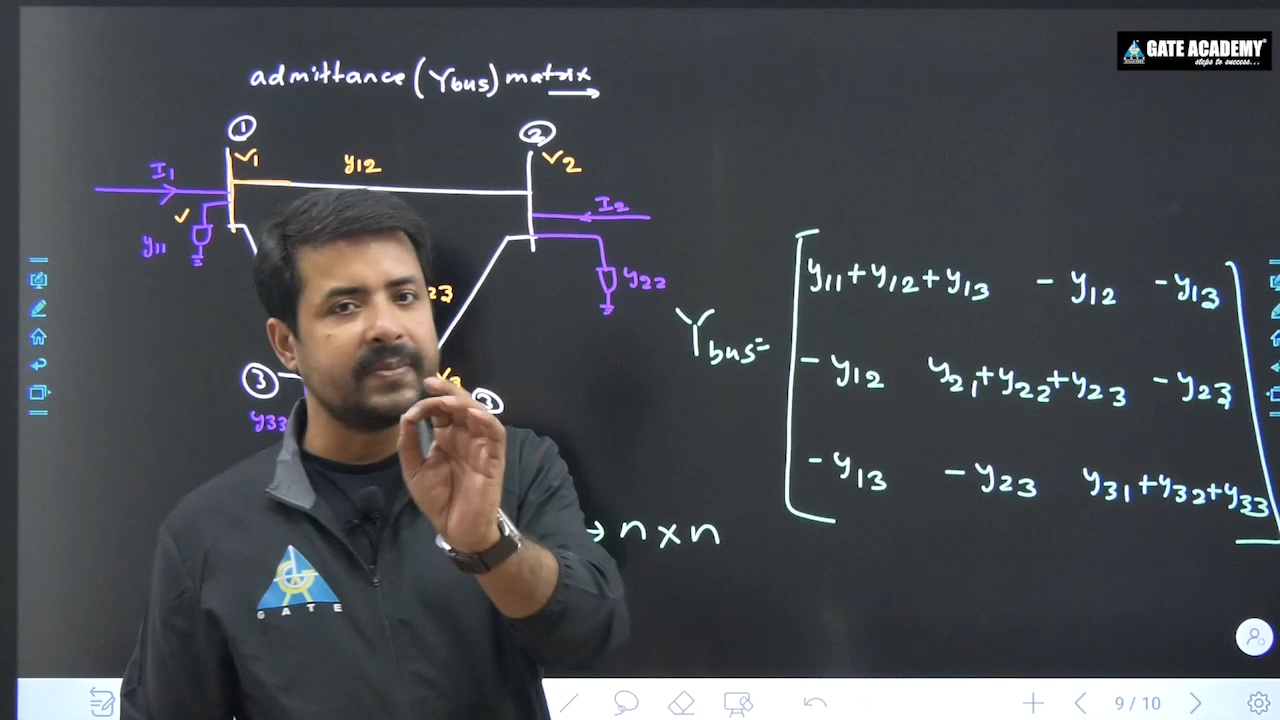 GATE ACADEMY
steps to success...
admittance (Ybus) matrix
1 2
V1 y12 V2
I1 I2
y11 y22
23
3 3
y33
Ybus=
y11+y12+y13 -y12 -y13
-y12 y21+y22+y23 -y23
-y13 -y23 y31+y32+y33
→ n×n
GATE
9/10